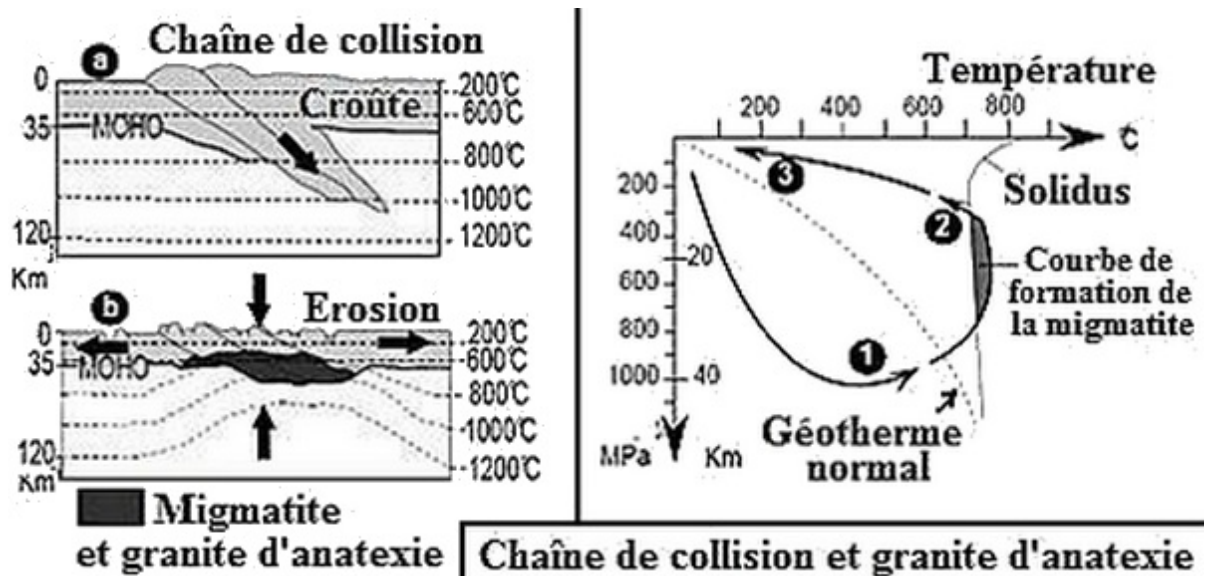 Chaîne de collision
a
0
200°C
Croute
600°C
35
MOHO
800°C
1000°C
120
1200°C
Km
b
Erosion
0
200°C
600°C
35
MOHO
800°C
1000°C
120
1200°C
Km
Migmatite
et granite d'anatexie
Température
200 400 600 800
°C
3
Solidus
200
2
400
20
Courbe de
formation de
la migmatite
600
800
1
1000
40
Géotherme
normal
MPa
Km
Chaîne de collision et granite d'anatexie